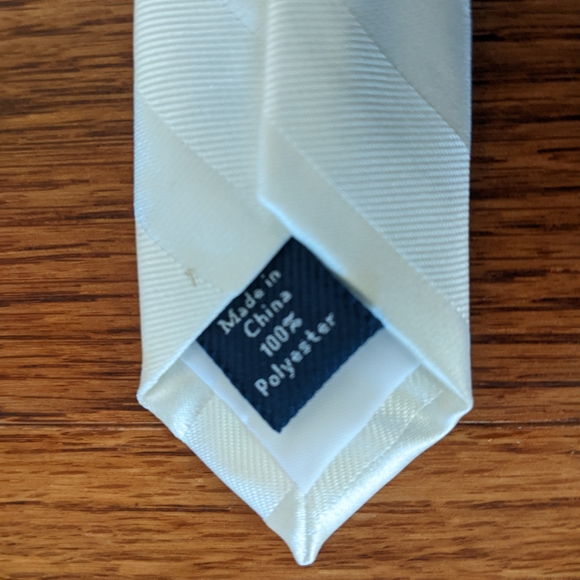 Made in
China
100%
Polyester